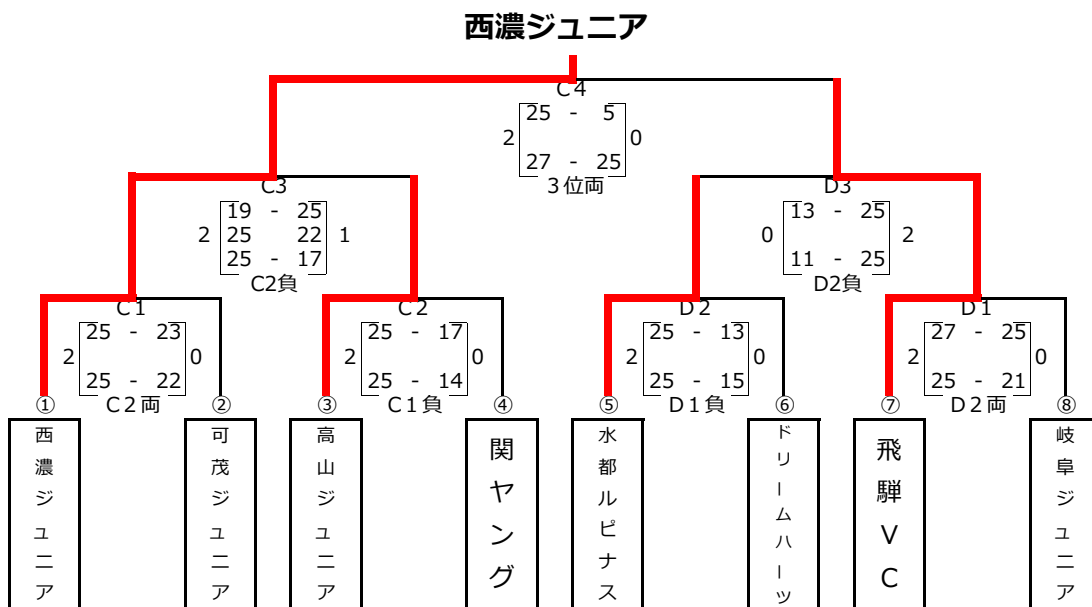 西濃ジュニア
C4
25 - 5
2 0
27 - 25
3位両
C3
19 - 25
2 25 22 1
25 - 17
C2負
D3
13 - 25
0 2
11 - 25
D2負
C1
25 - 23
2 0
25 - 22
C2両
C2
25 - 17
2 0
25 - 14
C1負
D2
25 - 13
2 0
25 - 15
D1負
D1
27 - 25
2 0
25 - 21
D2両
① ② ③ ④ ⑤ ⑥ ⑦ ⑧
西濃ジュニア
可茂ジュニア
高山ジュニア
関ヤング
水都ルピナス
ドリームハーツ
飛騨VC
岐阜ジュニア